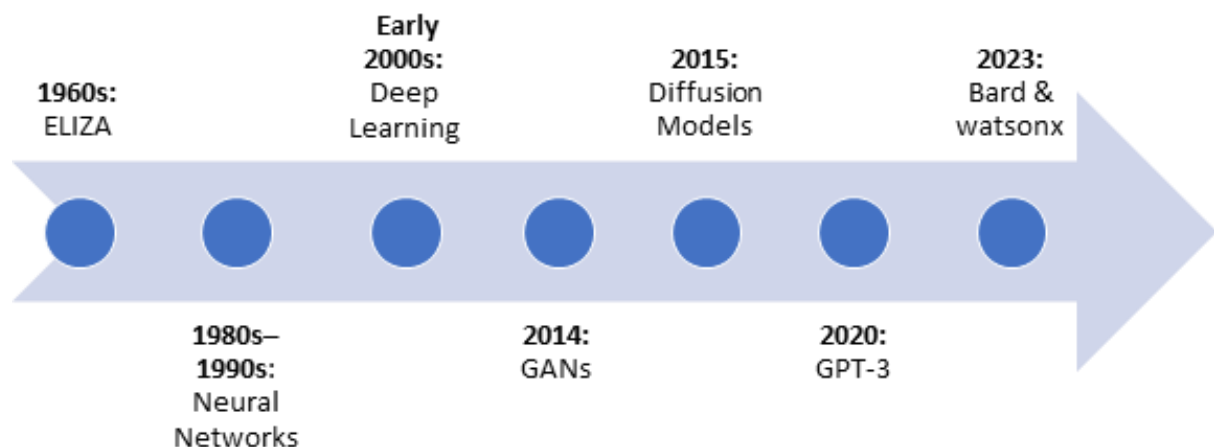 1960s:
ELIZA
1980s–
1990s:
Neural
Networks
Early
2000s:
Deep
Learning
2014:
GANs
2015:
Diffusion
Models
2020:
GPT-3
2023:
Bard &
watsonx